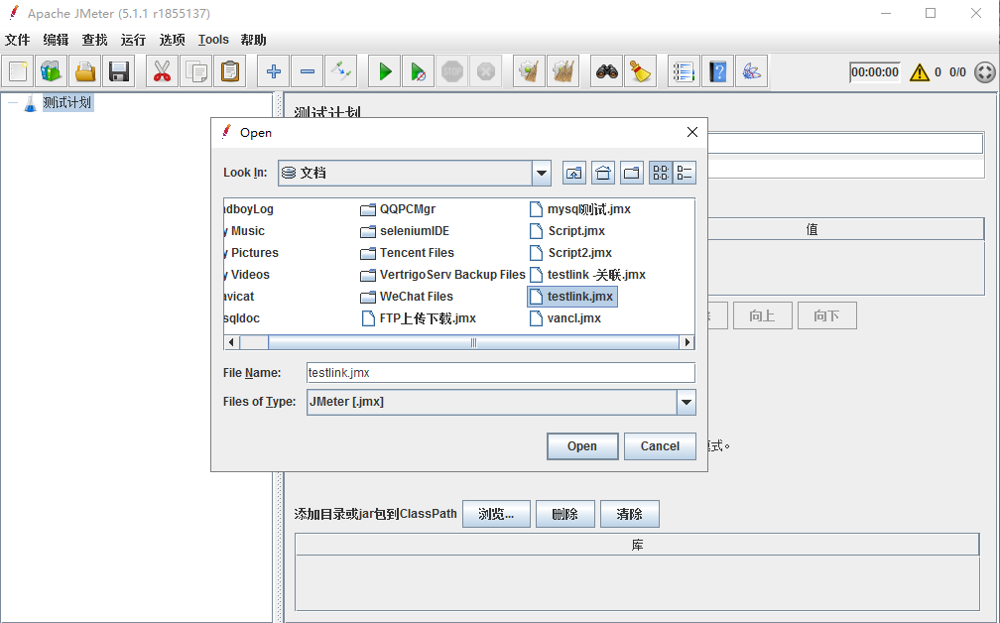 Apache JMeter (5.1.1 r1855137)
文件 编辑 查找 运行 选项 Tools 帮助
STOP
00:00:00 0 0/0
测试计划
测试计划
Open
Look In: 文档
dboyLog QQPCMgr mysql测试.jmx
Music seleniumIDE Script.jmx
Pictures Tencent Files Script2.jmx
Videos VertrigoServ Backup Files testlink -关联.jmx
avicat WeChat Files testlink.jmx
sqldoc FTP上传下载.jmx vancl.jmx
File Name: testlink.jmx
Files of Type: JMeter [.jmx]
Open Cancel
值
向上 向下
式。
添加目录或jar包到ClassPath 浏览... 删除 清除
库